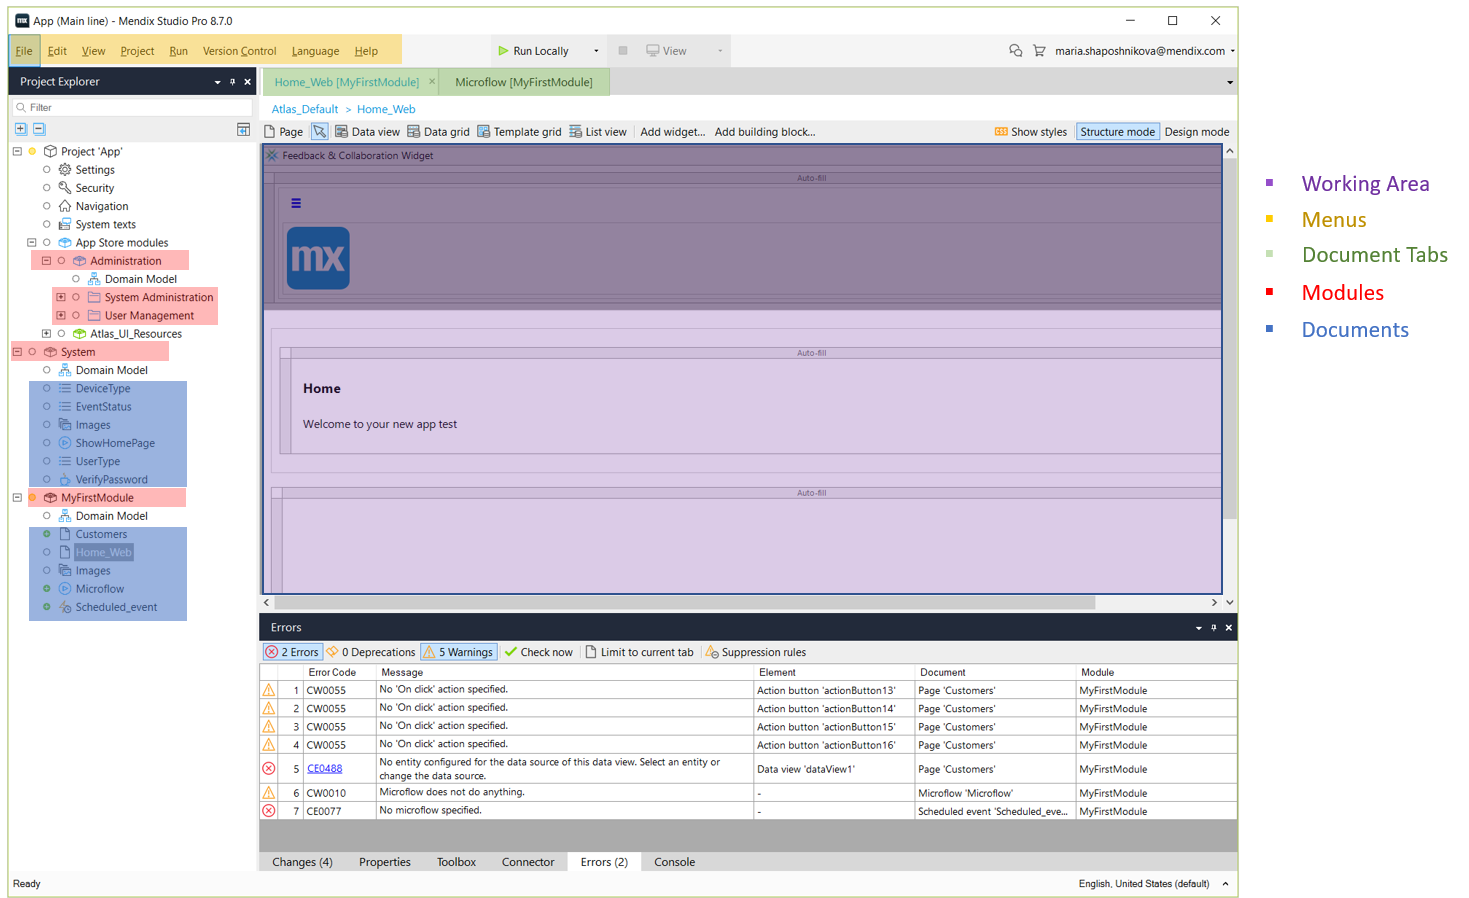 App (Main line) - Mendix Studio Pro 8.7.0
File Edit View Project Run Version Control Language Help Run Locally View maria.shaposhnikova@mendix.com
Project Explorer
Filter
Project 'App'
Settings
Security
Navigation
System texts
App Store modules
Administration
Domain Model
System Administration
User Management
Atlas_UI_Resources
System
Domain Model
DeviceType
EventStatus
Images
ShowHomePage
UserType
VerifyPassword
MyFirstModule
Domain Model
Customers
Home_Web
Images
Microflow
Scheduled_event
Home_Web [MyFirstModule] Microflow [MyFirstModule]
Atlas_Default > Home_Web
Page Data view Data grid Template grid List view Add widget... Add building block... Show styles Structure mode Design mode
Feedback & Collaboration Widget
Auto-fill
mx
Auto-fill
Home
Welcome to your new app test
Auto-fill
Errors
2 Errors 0 Deprecations 5 Warnings Check now Limit to current tab Suppression rules
Error Code Message Element Document Module
1 CW0055 No 'On click' action specified. Action button 'actionButton13' Page 'Customers' MyFirstModule
2 CW0055 No 'On click' action specified. Action button 'actionButton14' Page 'Customers' MyFirstModule
3 CW0055 No 'On click' action specified. Action button 'actionButton15' Page 'Customers' MyFirstModule
4 CW0055 No 'On click' action specified. Action button 'actionButton16' Page 'Customers' MyFirstModule
5 CE0488 No entity configured for the data source of this data view. Select an entity or
change the data source. Data view 'dataView1' Page 'Customers' MyFirstModule
6 CW0010 Microflow does not do anything. - Microflow 'Microflow' MyFirstModule
7 CE0077 No microflow specified. - Scheduled event 'Scheduled_eve... MyFirstModule
Changes (4) Properties Toolbox Connector Errors (2) Console
Ready English, United States (default)
Working Area
Menus
Document Tabs
Modules
Documents